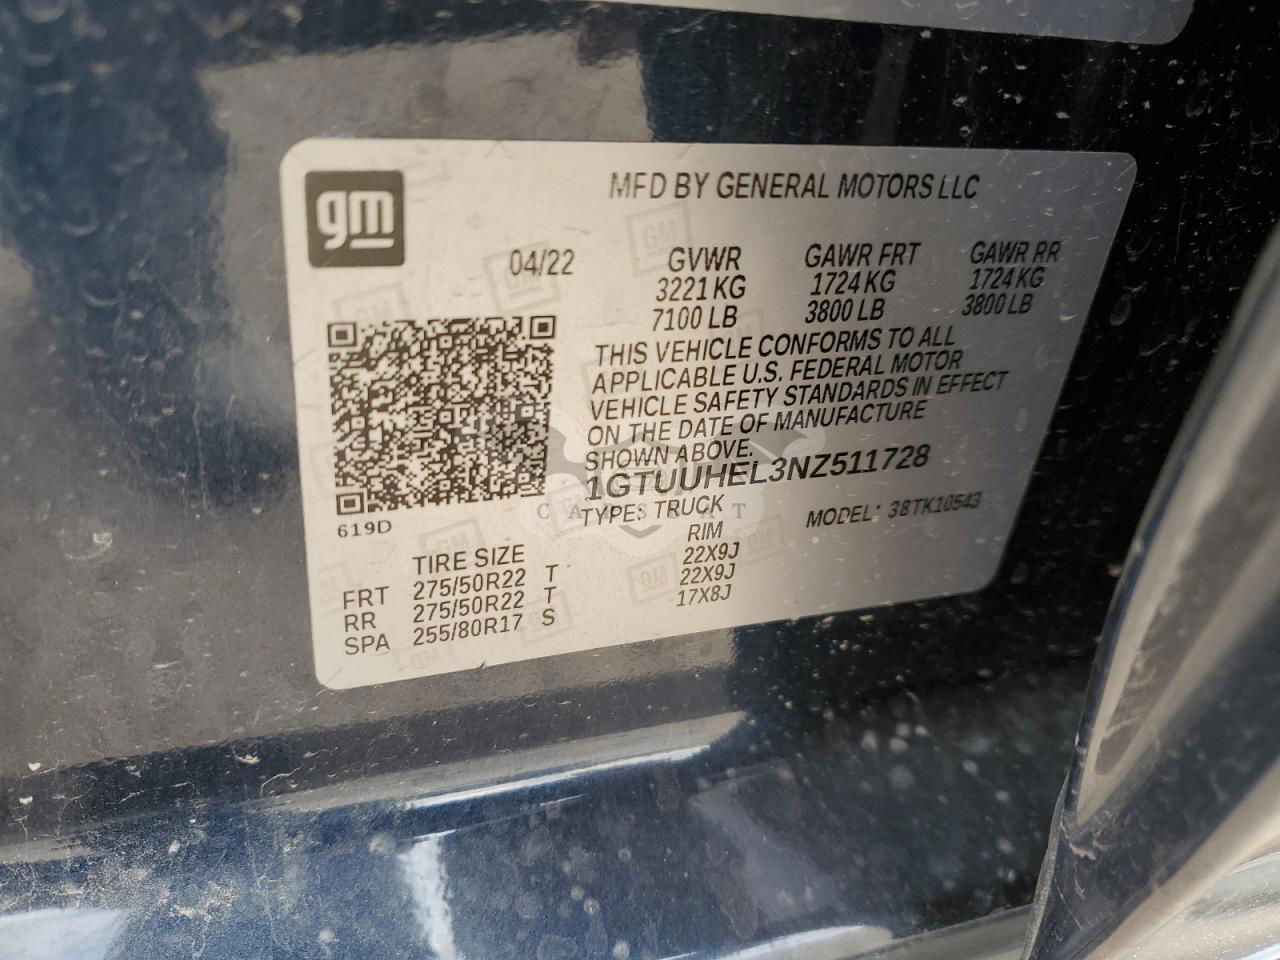 gm
MFD BY GENERAL MOTORS LLC
04/22
GVWR GAWR FRT GAWR RR
3221 KG 1724 KG 1724 KG
7100 LB 3800 LB 3800 LB
THIS VEHICLE CONFORMS TO ALL
APPLICABLE U.S. FEDERAL MOTOR
VEHICLE SAFETY STANDARDS IN EFFECT
ON THE DATE OF MANUFACTURE
SHOWN ABOVE.
1GTUUHEL3NZ511728
TYPE: TRUCK MODEL: 38TK10543
619D
TIRE SIZE RIM
FRT 275/50R22 T 22X9J
RR 275/50R22 T 22X9J
SPA 255/80R17 S 17X8J